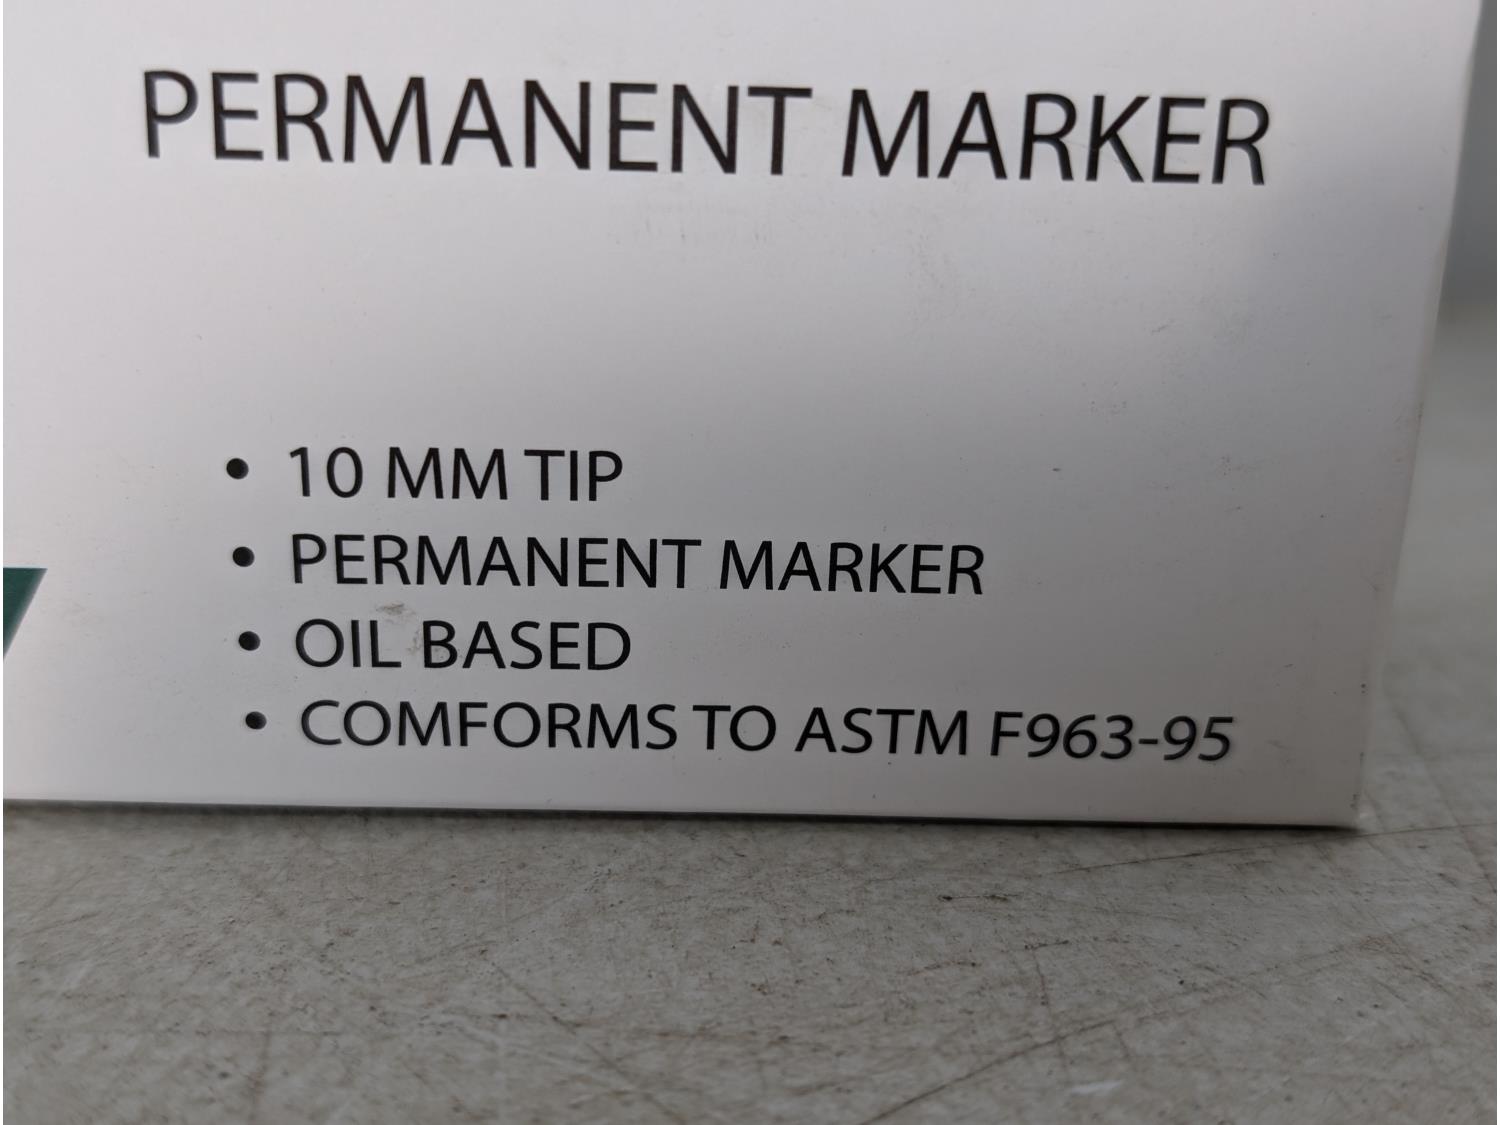 PERMANENT MARKER
• 10 MM TIP
• PERMANENT MARKER
• OIL BASED
• COMFORMS TO ASTM F963-95